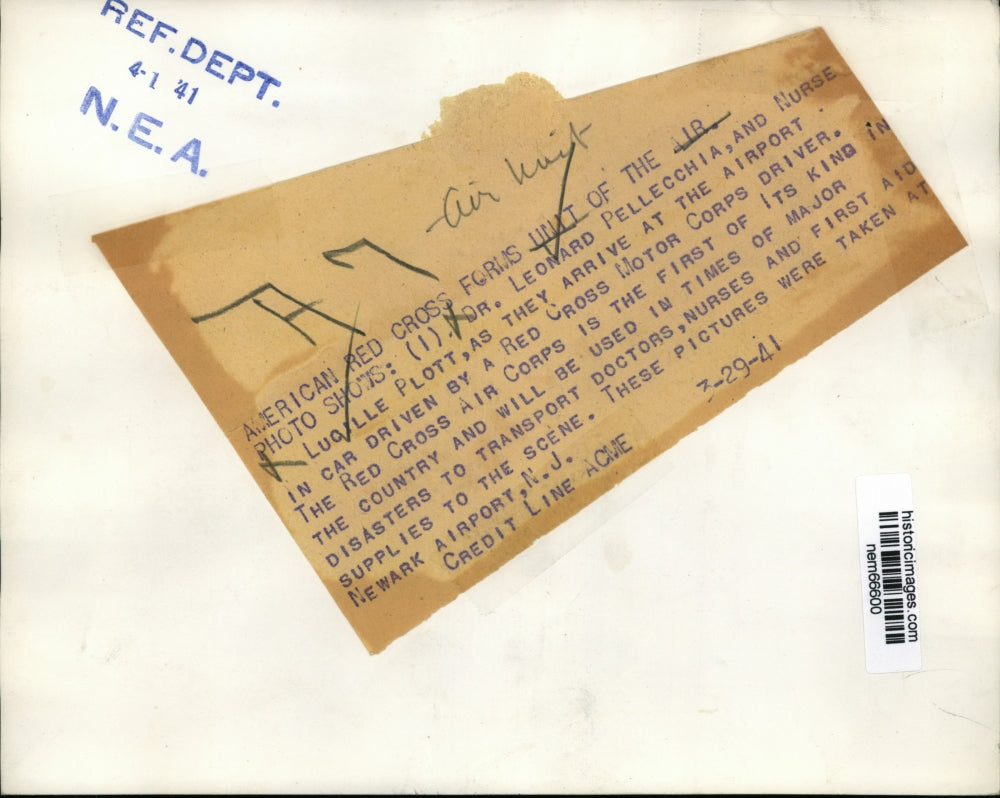 REF. DEPT.
4-1 '41
N.E.A.
Air Unit
A 7
AMERICAN RED CROSS FORMS UNIT OF THE AIR.
PHOTO SHOWS: (1). DR. LEONARD PELLECCHIA, AND NURSE
LUCILLE PLOTT, AS THEY ARRIVE AT THE AIRPORT .
IN CAR DRIVEN BY A RED CROSS MOTOR CORPS DRIVER.
THE RED CROSS AIR CORPS IS THE FIRST OF ITS KIND IN
THE COUNTRY AND WILL BE USED IN TIMES OF MAJOR
DISASTERS TO TRANSPORT DOCTORS, NURSES AND FIRST AID
SUPPLIES TO THE SCENE. THESE PICTURES WERE TAKEN AT
NEWARK AIRPORT, N.J.
CREDIT LINE ACME 3-29-41
historicimages.com
nem66600